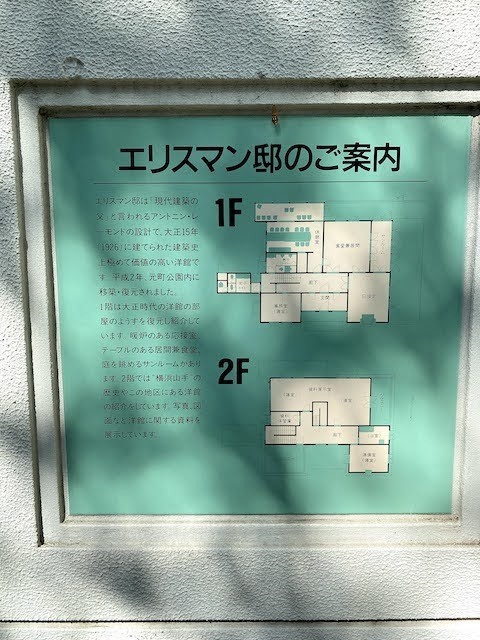 エリスマン邸のご案内
エリスマン邸は「現代建築の
父」と言われるアントニン・レ
ーモンドの設計で、大正15年
(1926)に建てられた建築史
上極めて価値の高い洋館で
す。平成2年、元町公園内に
移築・復元されました。
1階は大正時代の洋館の部
屋のようすを復元し紹介して
います。暖炉のある応接室、
テーブルのある居間兼食堂、
庭を眺めるサンルームがあり
ます。2階では"横浜山手"の
歴史やこの地区にある洋館
の紹介をしています。写真、図
面など洋館に関する資料を
展示しています。
1F
廊下
玄関
2F
廊下